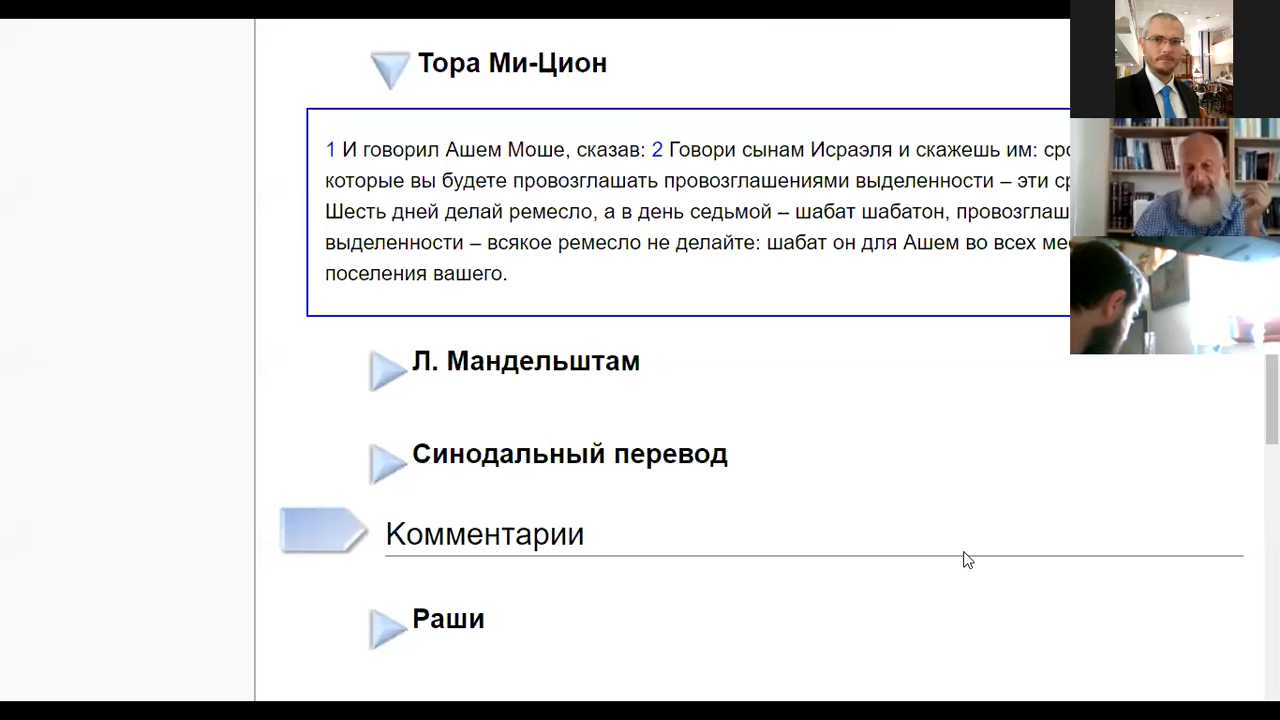 Тора Ми-Цион
1 И говорил Ашем Моше, сказав: 2 Говори сынам Исраэля и скажешь им:
которые вы будете провозглашать провозглашениями выделенности – эти
Шесть дней делай ремесло, а в день седьмой – шабат шабатон,
выделенности – всякое ремесло не делайте: шабат он для Ашем во всех
поселения вашего.
Л. Мандельштам
Синодальный перевод
Комментарии
Раши